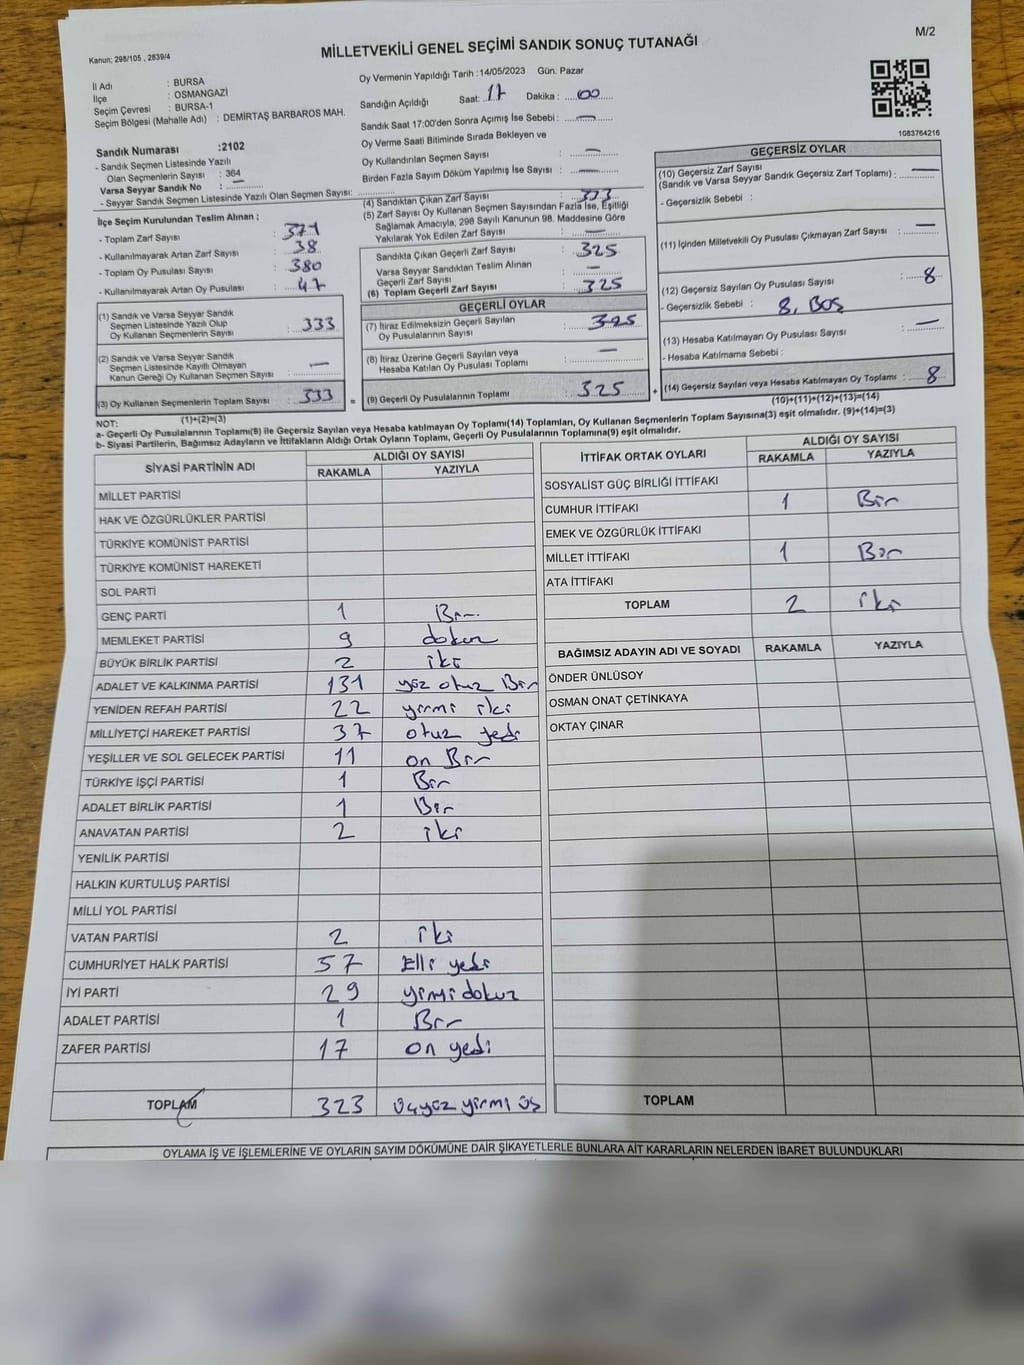 M/2
Kanun; 298/105 , 2839/4
MİLLETVEKİLİ GENEL SEÇİMİ SANDIK SONUÇ TUTANAĞI
İl Adı : BURSA
İlçe : OSMANGAZİ
Seçim Çevresi : BURSA-1
Seçim Bölgesi (Mahalle Adı) : DEMİRTAŞ BARBAROS MAH.
Sandık Numarası :2102
- Sandık Seçmen Listesinde Yazılı
Olan Seçmenlerin Sayısı : 364
Varsa Seyyar Sandık No : —
- Seyyar Sandık Seçmen Listesinde Yazılı Olan Seçmen Sayısı:
Oy Vermenin Yapıldığı Tarih :14/05/2023 Gün: Pazar
Sandığın Açıldığı Saat: 17 Dakika : 00
Sandık Saat 17:00'den Sonra Açımış İse Sebebi : —
Oy Verme Saati Bitiminde Sırada Bekleyen ve
Oy Kullandırılan Seçmen Sayısı : —
Birden Fazla Sayım Döküm Yapılmış İse Sayısı : —
1083764216
İlçe Seçim Kurulundan Teslim Alınan ;
- Toplam Zarf Sayısı : 371
- Kullanılmayarak Artan Zarf Sayısı : 38
- Toplam Oy Pusulası Sayısı : 380
- Kullanılmayarak Artan Oy Pusulası : 47
(1) Sandık ve Varsa Seyyar Sandık
Seçmen Listesinde Yazılı Olup
Oy Kullanan Seçmenlerin Sayısı : 333
(2) Sandık ve Varsa Seyyar Sandık
Seçmen Listesinde Kayıtlı Olmayan
Kanun Gereği Oy Kullanan Seçmen Sayısı : —
(3) Oy Kullanan Seçmenlerin Toplam Sayısı : 333
(1)+(2)=(3)
(4) Sandıktan Çıkan Zarf Sayısı :
(5) Zarf Sayısı Oy Kullanan Seçmen Sayısından Fazla İse, Eşitliği
Sağlamak Amacıyla, 298 Sayılı Kanunun 98. Maddesine Göre
Yakılarak Yok Edilen Zarf Sayısı : —
Sandıkta Çıkan Geçerli Zarf Sayısı : 325
Varsa Seyyar Sandıktan Teslim Alınan
Geçerli Zarf Sayısı : —
(6) Toplam Geçerli Zarf Sayısı : 325
GEÇERLİ OYLAR
(7) İtiraz Edilmeksizin Geçerli Sayılan
Oy Pusulalarının Sayısı : 325
(8) İtiraz Üzerine Geçerli Sayılan veya
Hesaba Katılan Oy Pusulası Toplamı : —
= (9) Geçerli Oy Pusulalarının Toplamı : 325 +
GEÇERSİZ OYLAR
(10) Geçersiz Zarf Sayısı
(Sandık ve Varsa Seyyar Sandık Geçersiz Zarf Toplamı) : —
- Geçersizlik Sebebi :
(11) İçinden Milletvekili Oy Pusulası Çıkmayan Zarf Sayısı : —
(12) Geçersiz Sayılan Oy Pusulası Sayısı : 8
- Geçersizlik Sebebi : 8, BOŞ
(13) Hesaba Katılmayan Oy Pusulası Sayısı : —
- Hesaba Katılmama Sebebi :
(14) Geçersiz Sayılan veya Hesaba Katılmayan Oy Toplamı : 8
(10)+(11)+(12)+(13)=(14)
NOT:
a- Geçerli Oy Pusulalarının Toplamı(9) ile Geçersiz Sayılan veya Hesaba katılmayan Oy Toplamı(14) Toplamları, Oy Kullanan Seçmenlerin Toplam Sayısına(3) eşit olmalıdır. (9)+(14)=(3)
b- Siyasi Partilerin, Bağımsız Adayların ve İttifakların Aldığı Ortak Oyların Toplamı, Geçerli Oy Pusulalarının Toplamına(9) eşit olmalıdır.
SİYASİ PARTİNİN ADI ALDIĞI OY SAYISI
RAKAMLA YAZIYLA
MİLLET PARTİSİ
HAK VE ÖZGÜRLÜKLER PARTİSİ
TÜRKİYE KOMÜNİST PARTİSİ
TÜRKİYE KOMÜNİST HAREKETİ
SOL PARTİ
GENÇ PARTİ 1 Bir
MEMLEKET PARTİSİ 9 dokuz
BÜYÜK BİRLİK PARTİSİ 2 iki
ADALET VE KALKINMA PARTİSİ 131 yüz otuz Bir
YENİDEN REFAH PARTİSİ 22 yirmi iki
MİLLİYETÇİ HAREKET PARTİSİ 37 otuz yedi
YEŞİLLER VE SOL GELECEK PARTİSİ 11 on Bir
TÜRKİYE İŞÇİ PARTİSİ 1 Bir
ADALET BİRLİK PARTİSİ 1 Bir
ANAVATAN PARTİSİ 2 iki
YENİLİK PARTİSİ
HALKIN KURTULUŞ PARTİSİ
MİLLİ YOL PARTİSİ
VATAN PARTİSİ 2 iki
CUMHURİYET HALK PARTİSİ 57 Elli yedi
İYİ PARTİ 29 yirmi dokuz
ADALET PARTİSİ 1 Bir
ZAFER PARTİSİ 17 on yedi
TOPLAM 323 üçyüz yirmi üş
İTTİFAK ORTAK OYLARI ALDIĞI OY SAYISI
RAKAMLA YAZIYLA
SOSYALİST GÜÇ BİRLİĞİ İTTİFAKI
CUMHUR İTTİFAKI 1 Bir
EMEK VE ÖZGÜRLÜK İTTİFAKI
MİLLET İTTİFAKI 1 Bir
ATA İTTİFAKI
TOPLAM 2 iki
BAĞIMSIZ ADAYIN ADI VE SOYADI RAKAMLA YAZIYLA
ÖNDER ÜNLÜSOY
OSMAN ONAT ÇETİNKAYA
OKTAY ÇINAR
TOPLAM
OYLAMA İŞ VE İŞLEMLERİNE VE OYLARIN SAYIM DÖKÜMÜNE DAİR ŞİKAYETLERLE BUNLARA AİT KARARLARIN NELERDEN İBARET BULUNDUKLARI